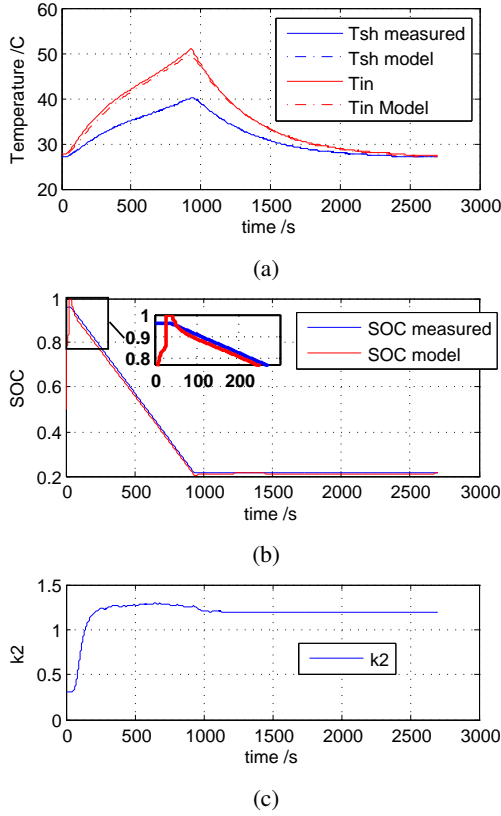 60
50
40
30
20
Temperature /C
Tsh measured
Tsh model
Tin
Tin Model
0 500 1000 1500 2000 2500 3000
time /s
(a)
1
0.8
0.6
0.4
0.2
SOC
1
0.9
0.8
0 100 200
SOC measured
SOC model
0 500 1000 1500 2000 2500 3000
time /s
(b)
1.5
1
0.5
0
k2
k2
0 500 1000 1500 2000 2500 3000
time /s
(c)